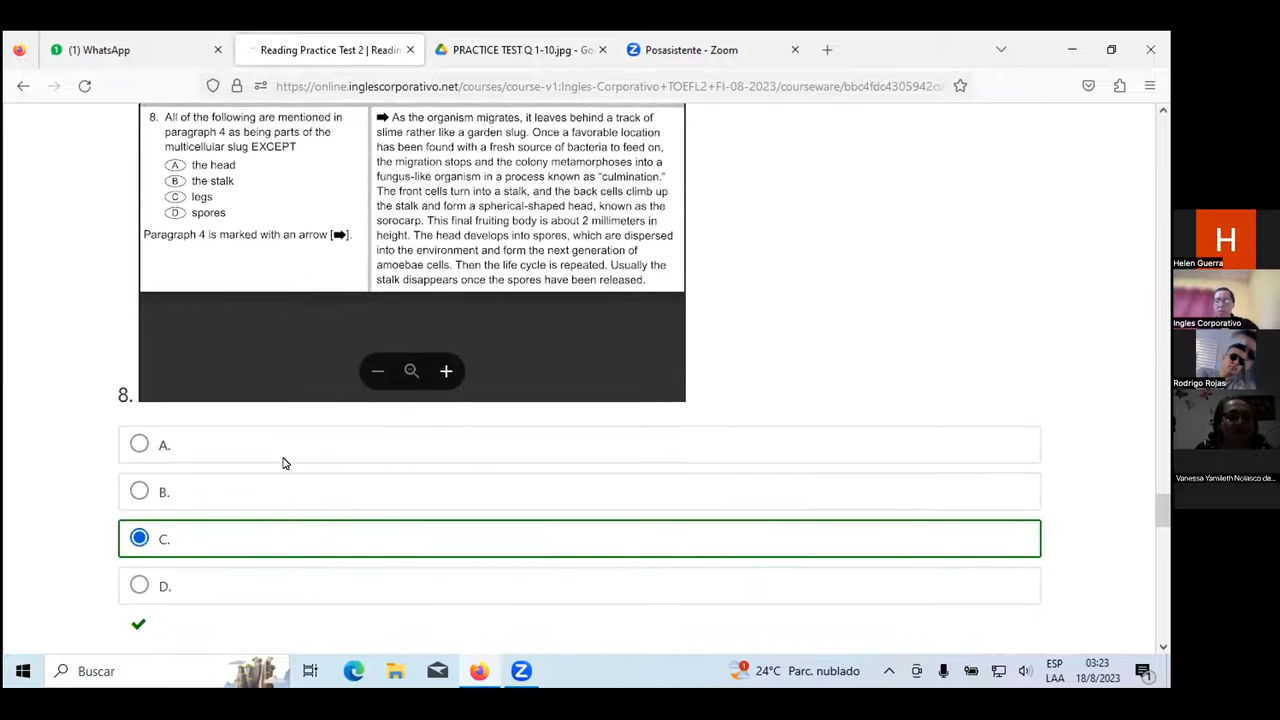 (1) WhatsApp
Reading Practice Test 2 | Readin
PRACTICE TEST Q 1-10.jpg - Go
Posasistente - Zoom
https://online.inglescorporativo.net/courses/course-v1:Ingles-Corporativo+TOEFL2+FI-08-2023/courseware/bbc4fdc4305942c
8. All of the following are mentioned in
paragraph 4 as being parts of the
multicellular slug EXCEPT
A the head
B the stalk
C legs
D spores
Paragraph 4 is marked with an arrow [➡].
➡ As the organism migrates, it leaves behind a track of
slime rather like a garden slug. Once a favorable location
has been found with a fresh source of bacteria to feed on,
the migration stops and the colony metamorphoses into a
fungus-like organism in a process known as “culmination.”
The front cells turn into a stalk, and the back cells climb up
the stalk and form a spherical-shaped head, known as the
sorocarp. This final fruiting body is about 2 millimeters in
height. The head develops into spores, which are dispersed
into the environment and form the next generation of
amoebae cells. Then the life cycle is repeated. Usually the
stalk disappears once the spores have been released.
8.
A.
B.
C.
D.
H
Helen Guerra
Ingles Corporativo
Rodrigo Rojas
Vanessa Yamileth Nolasco de...
Buscar
1
24°C Parc. nublado
ESP
LAA
03:23
18/8/2023
1